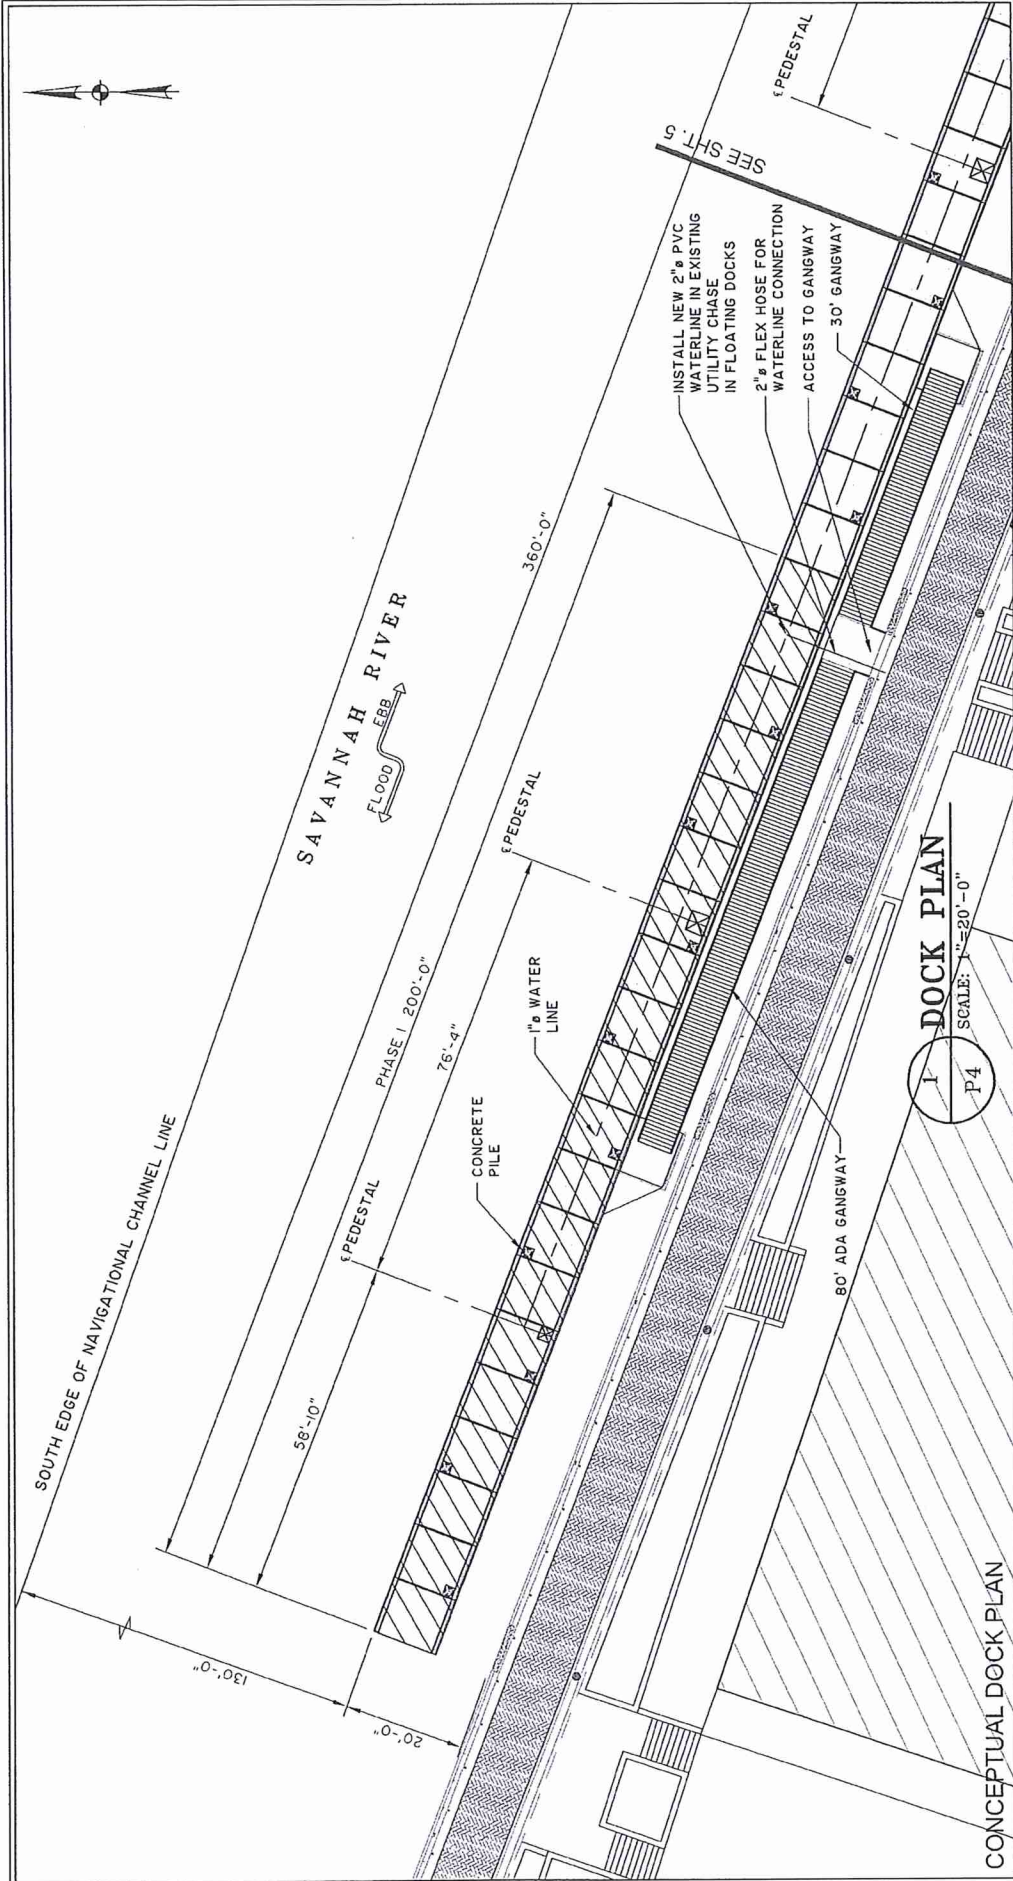 SOUTH EDGE OF NAVIGATIONAL CHANNEL LINE
SAVANNAH RIVER
FLOOD
EBB
130'-0"
20'-0"
PHASE I 200'-0"
360'-0"
58'-10"
76'-4"
℄PEDESTAL
℄PEDESTAL
℄PEDESTAL
CONCRETE
PILE
1"ø WATER
LINE
INSTALL NEW 2"ø PVC
WATERLINE IN EXISTING
UTILITY CHASE
IN FLOATING DOCKS
2"ø FLEX HOSE FOR
WATERLINE CONNECTION
ACCESS TO GANGWAY
30' GANGWAY
SEE SHT. 5
80' ADA GANGWAY
1
P4
DOCK PLAN
SCALE: 1"=20'-0"
CONCEPTUAL DOCK PLAN